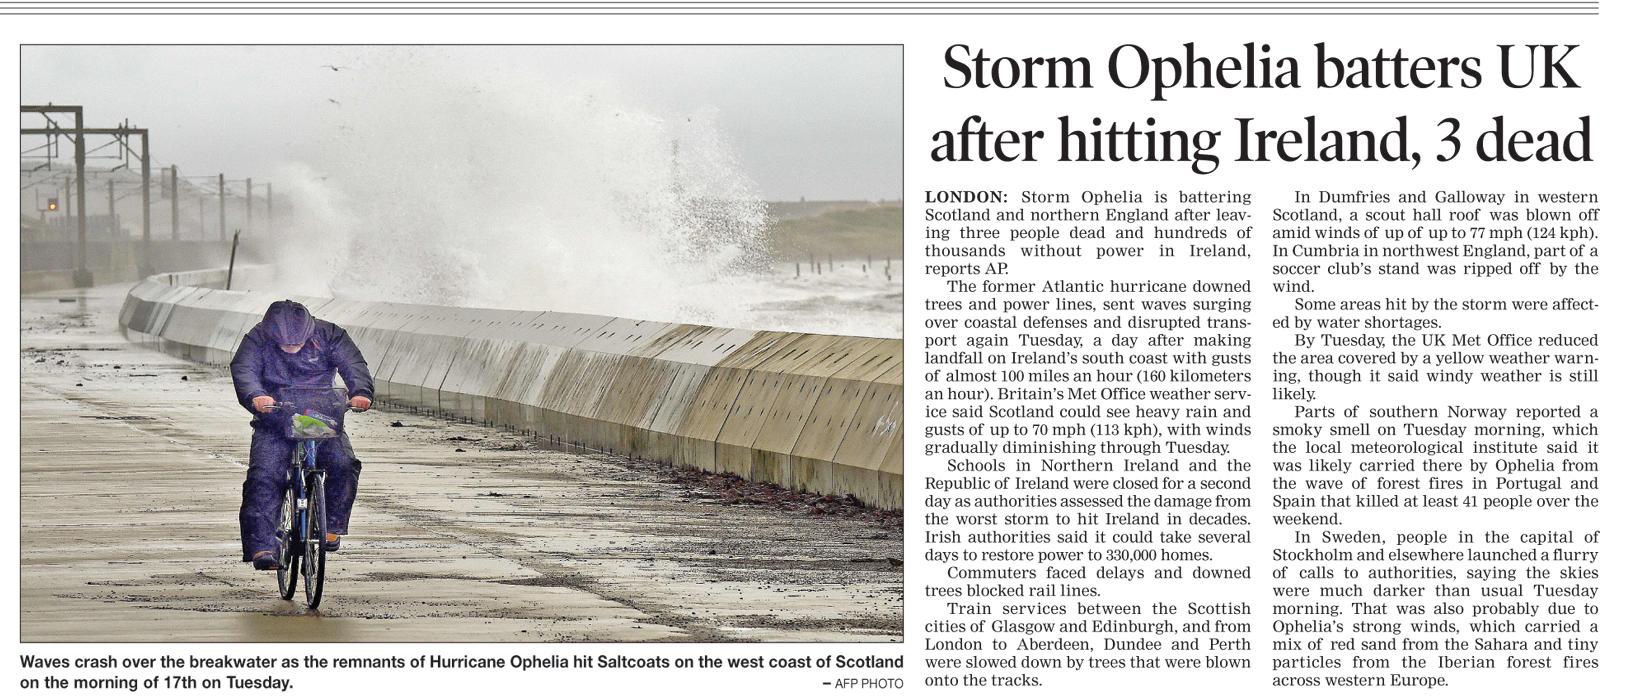 Storm Ophelia batters UK
after hitting Ireland, 3 dead
LONDON: Storm Ophelia is battering
Scotland and northern England after leav-
ing three people dead and hundreds of
thousands without power in Ireland,
reports AP.
The former Atlantic hurricane downed
trees and power lines, sent waves surging
over coastal defenses and disrupted trans-
port again Tuesday, a day after making
landfall on Ireland's south coast with gusts
of almost 100 miles an hour (160 kilometers
an hour). Britain's Met Office weather serv-
ice said Scotland could see heavy rain and
gusts of up to 70 mph (113 kph), with winds
gradually diminishing through Tuesday.
Schools in Northern Ireland and the
Republic of Ireland were closed for a second
day as authorities assessed the damage from
the worst storm to hit Ireland in decades.
Irish authorities said it could take several
days to restore power to 330,000 homes.
Commuters faced delays and downed
trees blocked rail lines.
Train services between the Scottish
cities of Glasgow and Edinburgh, and from
London to Aberdeen, Dundee and Perth
were slowed down by trees that were blown
onto the tracks.
In Dumfries and Galloway in western
Scotland, a scout hall roof was blown off
amid winds of up of up to 77 mph (124 kph).
In Cumbria in northwest England, part of a
soccer club's stand was ripped off by the
wind.
Some areas hit by the storm were affect-
ed by water shortages.
By Tuesday, the UK Met Office reduced
the area covered by a yellow weather warn-
ing, though it said windy weather is still
likely.
Parts of southern Norway reported a
smoky smell on Tuesday morning, which
the local meteorological institute said it
was likely carried there by Ophelia from
the wave of forest fires in Portugal and
Spain that killed at least 41 people over the
weekend.
In Sweden, people in the capital of
Stockholm and elsewhere launched a flurry
of calls to authorities, saying the skies
were much darker than usual Tuesday
morning. That was also probably due to
Ophelia's strong winds, which carried a
mix of red sand from the Sahara and tiny
particles from the Iberian forest fires
across western Europe.
Waves crash over the breakwater as the remnants of Hurricane Ophelia hit Saltcoats on the west coast of Scotland
on the morning of 17th on Tuesday. – AFP PHOTO